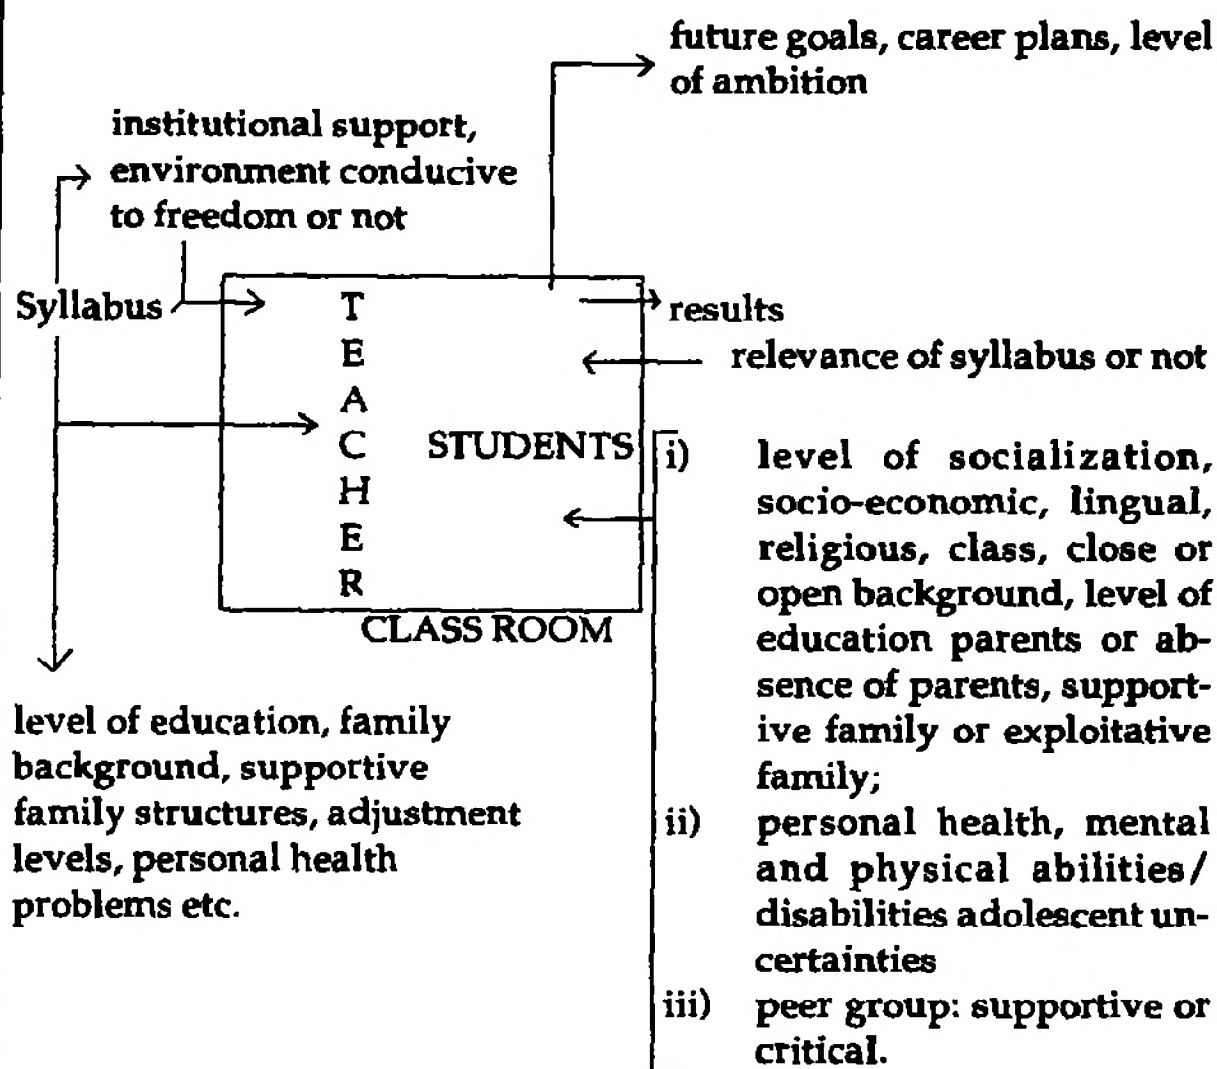 future goals, career plans, level
of ambition
institutional support,
environment conducive
to freedom or not
Syllabus
T
E
A
C
H
E
R
STUDENTS
CLASS ROOM
results
relevance of syllabus or not
i) level of socialization,
socio-economic, lingual,
religious, class, close or
open background, level of
education parents or ab-
sence of parents, support-
ive family or exploitative
family;
ii) personal health, mental
and physical abilities/
disabilities adolescent un-
certainties
iii) peer group: supportive or
critical.
level of education, family
background, supportive
family structures, adjustment
levels, personal health
problems etc.